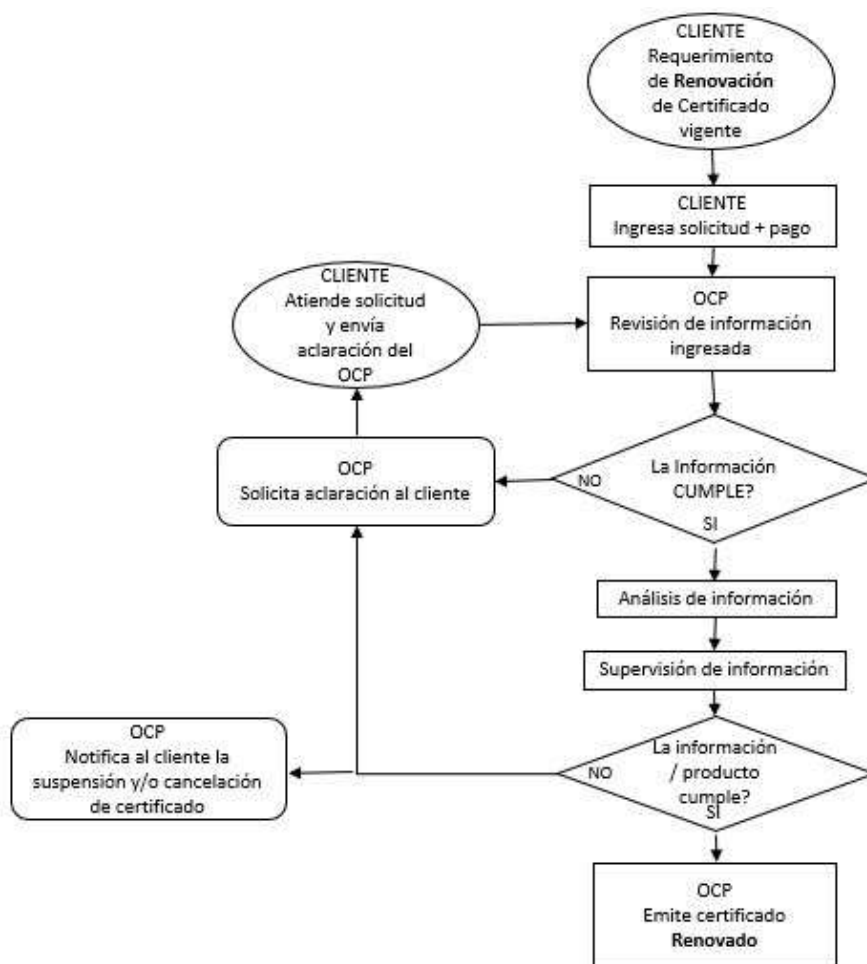 CLIENTE
Requerimiento
de Renovación
de Certificado
vigente
CLIENTE
Ingresa solicitud + pago
CLIENTE
Atiende solicitud
y envía
aclaración del
OCP
OCP
Revisión de información
ingresada
OCP
Solicita aclaración al cliente
NO
La Información
CUMPLE?
SI
Análisis de información
Supervisión de información
OCP
Notifica al cliente la
suspensión y/o cancelación
de certificado
NO
La información
/ producto
cumple?
SI
OCP
Emite certificado
Renovado